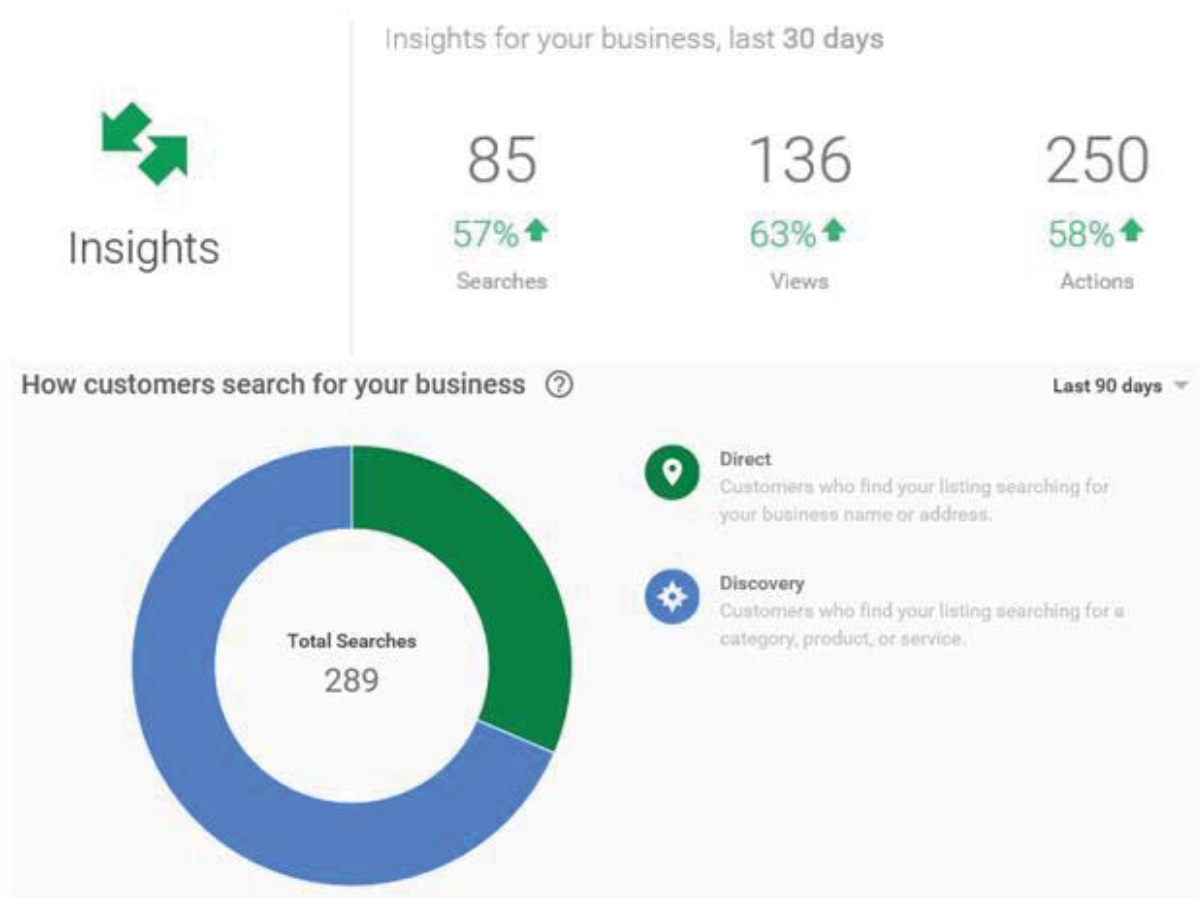 Insights for your business, last 30 days
Insights
85
136
250
57%
63%
58%
Searches
Views
Actions
How customers search for your business
Last 90 days
Direct
Customers who find your listing searching for
your business name or address.
Discovery
Customers who find your listing searching for a
category, product, or service.
Total Searches
289